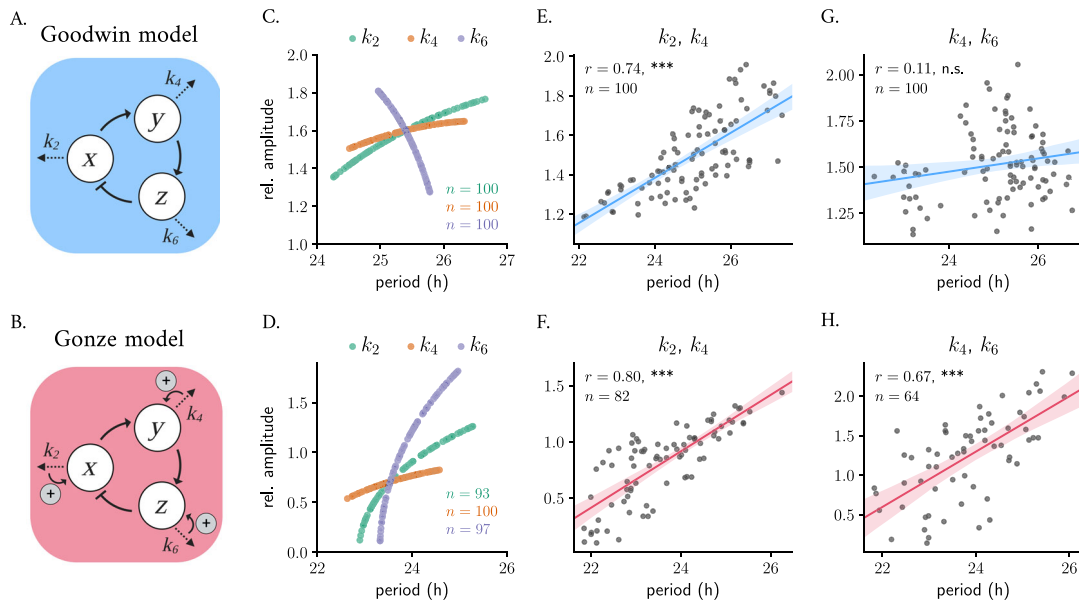 A.
Goodwin model
k4
y
k2
x
z
k6
C.
k2 k4 k6
rel. amplitude
2.0
1.8
1.6
1.4
1.2
1.0
n = 100
n = 100
n = 100
24 25 26 27
period (h)
E.
k2, k4
r = 0.74, ***
n = 100
2.0
1.8
1.6
1.4
1.2
22 24 26
period (h)
G.
k4, k6
r = 0.11, n.s.
n = 100
2.00
1.75
1.50
1.25
24 26
period (h)
B.
Gonze model
+
k4
y
k2
x
+
z
+
k6
D.
k2 k4 k6
rel. amplitude
1.5
1.0
0.5
0.0
n = 93
n = 100
n = 97
22 24 26
period (h)
F.
k2, k4
r = 0.80, ***
n = 82
1.5
1.0
0.5
22 24 26
period (h)
H.
k4, k6
r = 0.67, ***
n = 64
2.0
1.5
1.0
0.5
22 24 26
period (h)